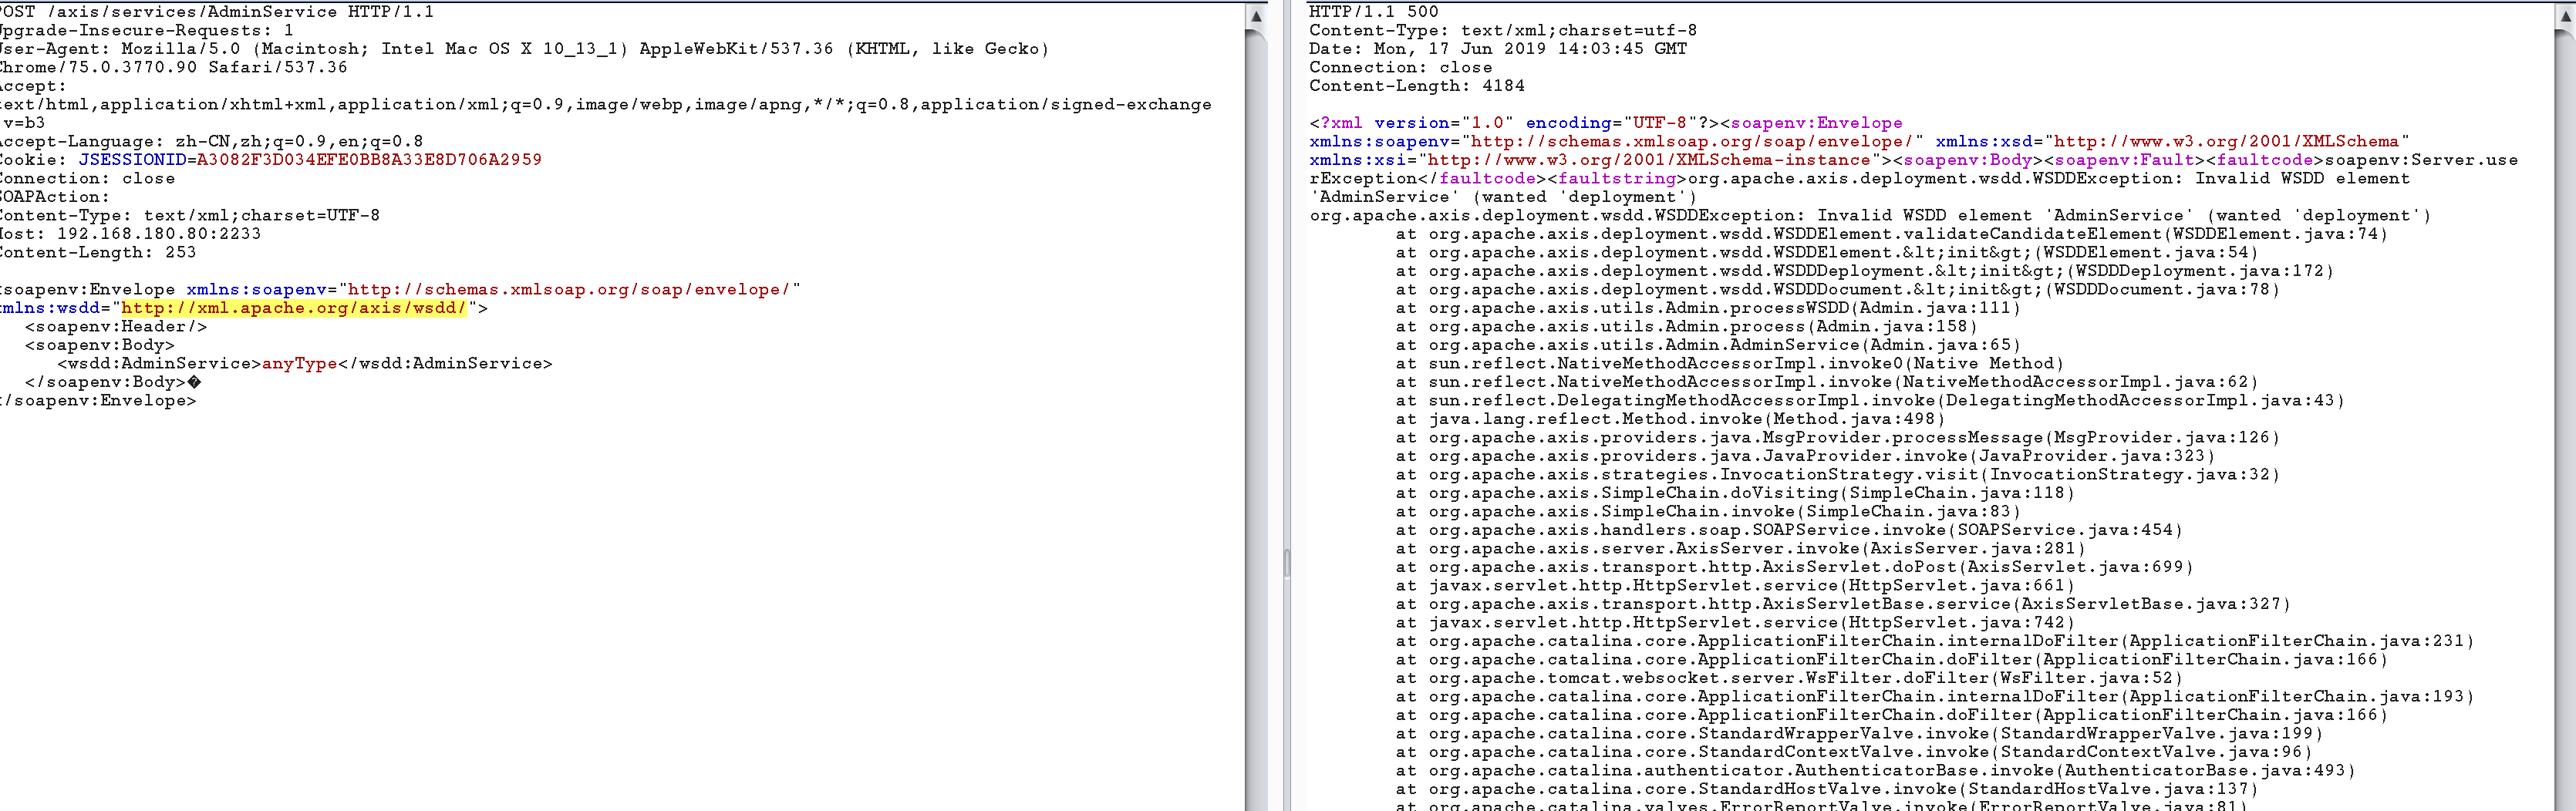 POST /axis/services/AdminService HTTP/1.1
Upgrade-Insecure-Requests: 1
User-Agent: Mozilla/5.0 (Macintosh; Intel Mac OS X 10_13_1) AppleWebKit/537.36 (KHTML, like Gecko)
Chrome/75.0.3770.90 Safari/537.36
Accept:
text/html,application/xhtml+xml,application/xml;q=0.9,image/webp,image/apng,*/*;q=0.8,application/signed-exchange
v=b3
Accept-Language: zh-CN,zh;q=0.9,en;q=0.8
Cookie: JSESSIONID=A3082F3D034EFE0BB8A33E8D706A2959
Connection: close
SOAPAction:
Content-Type: text/xml;charset=UTF-8
Host: 192.168.180.80:2233
Content-Length: 253
<soapenv:Envelope xmlns:soapenv="http://schemas.xmlsoap.org/soap/envelope/"
xmlns:wsdd="http://xml.apache.org/axis/wsdd/">
<soapenv:Header/>
<soapenv:Body>
<wsdd:AdminService>anyType</wsdd:AdminService>
</soapenv:Body>�
</soapenv:Envelope>
HTTP/1.1 500
Content-Type: text/xml;charset=utf-8
Date: Mon, 17 Jun 2019 14:03:45 GMT
Connection: close
Content-Length: 4184
<?xml version="1.0" encoding="UTF-8"?><soapenv:Envelope
xmlns:soapenv="http://schemas.xmlsoap.org/soap/envelope/" xmlns:xsd="http://www.w3.org/2001/XMLSchema"
xmlns:xsi="http://www.w3.org/2001/XMLSchema-instance"><soapenv:Body><soapenv:Fault><faultcode>soapenv:Server.use
rException</faultcode><faultstring>org.apache.axis.deployment.wsdd.WSDDException: Invalid WSDD element
'AdminService' (wanted 'deployment')
org.apache.axis.deployment.wsdd.WSDDException: Invalid WSDD element 'AdminService' (wanted 'deployment')
at org.apache.axis.deployment.wsdd.WSDDElement.validateCandidateElement(WSDDElement.java:74)
at org.apache.axis.deployment.wsdd.WSDDElement.&lt;init&gt;(WSDDElement.java:54)
at org.apache.axis.deployment.wsdd.WSDDDeployment.&lt;init&gt;(WSDDDeployment.java:172)
at org.apache.axis.deployment.wsdd.WSDDDocument.&lt;init&gt;(WSDDDocument.java:78)
at org.apache.axis.utils.Admin.processWSDD(Admin.java:111)
at org.apache.axis.utils.Admin.process(Admin.java:158)
at org.apache.axis.utils.Admin.AdminService(Admin.java:65)
at sun.reflect.NativeMethodAccessorImpl.invoke0(Native Method)
at sun.reflect.NativeMethodAccessorImpl.invoke(NativeMethodAccessorImpl.java:62)
at sun.reflect.DelegatingMethodAccessorImpl.invoke(DelegatingMethodAccessorImpl.java:43)
at java.lang.reflect.Method.invoke(Method.java:498)
at org.apache.axis.providers.java.MsgProvider.processMessage(MsgProvider.java:126)
at org.apache.axis.providers.java.JavaProvider.invoke(JavaProvider.java:323)
at org.apache.axis.strategies.InvocationStrategy.visit(InvocationStrategy.java:32)
at org.apache.axis.SimpleChain.doVisiting(SimpleChain.java:118)
at org.apache.axis.SimpleChain.invoke(SimpleChain.java:83)
at org.apache.axis.handlers.soap.SOAPService.invoke(SOAPService.java:454)
at org.apache.axis.server.AxisServer.invoke(AxisServer.java:281)
at org.apache.axis.transport.http.AxisServlet.doPost(AxisServlet.java:699)
at javax.servlet.http.HttpServlet.service(HttpServlet.java:661)
at org.apache.axis.transport.http.AxisServletBase.service(AxisServletBase.java:327)
at javax.servlet.http.HttpServlet.service(HttpServlet.java:742)
at org.apache.catalina.core.ApplicationFilterChain.internalDoFilter(ApplicationFilterChain.java:231)
at org.apache.catalina.core.ApplicationFilterChain.doFilter(ApplicationFilterChain.java:166)
at org.apache.tomcat.websocket.server.WsFilter.doFilter(WsFilter.java:52)
at org.apache.catalina.core.ApplicationFilterChain.internalDoFilter(ApplicationFilterChain.java:193)
at org.apache.catalina.core.ApplicationFilterChain.doFilter(ApplicationFilterChain.java:166)
at org.apache.catalina.core.StandardWrapperValve.invoke(StandardWrapperValve.java:199)
at org.apache.catalina.core.StandardContextValve.invoke(StandardContextValve.java:96)
at org.apache.catalina.authenticator.AuthenticatorBase.invoke(AuthenticatorBase.java:493)
at org.apache.catalina.core.StandardHostValve.invoke(StandardHostValve.java:137)
at org.apache.catalina.valves.ErrorReportValve.invoke(ErrorReportValve.java:81)